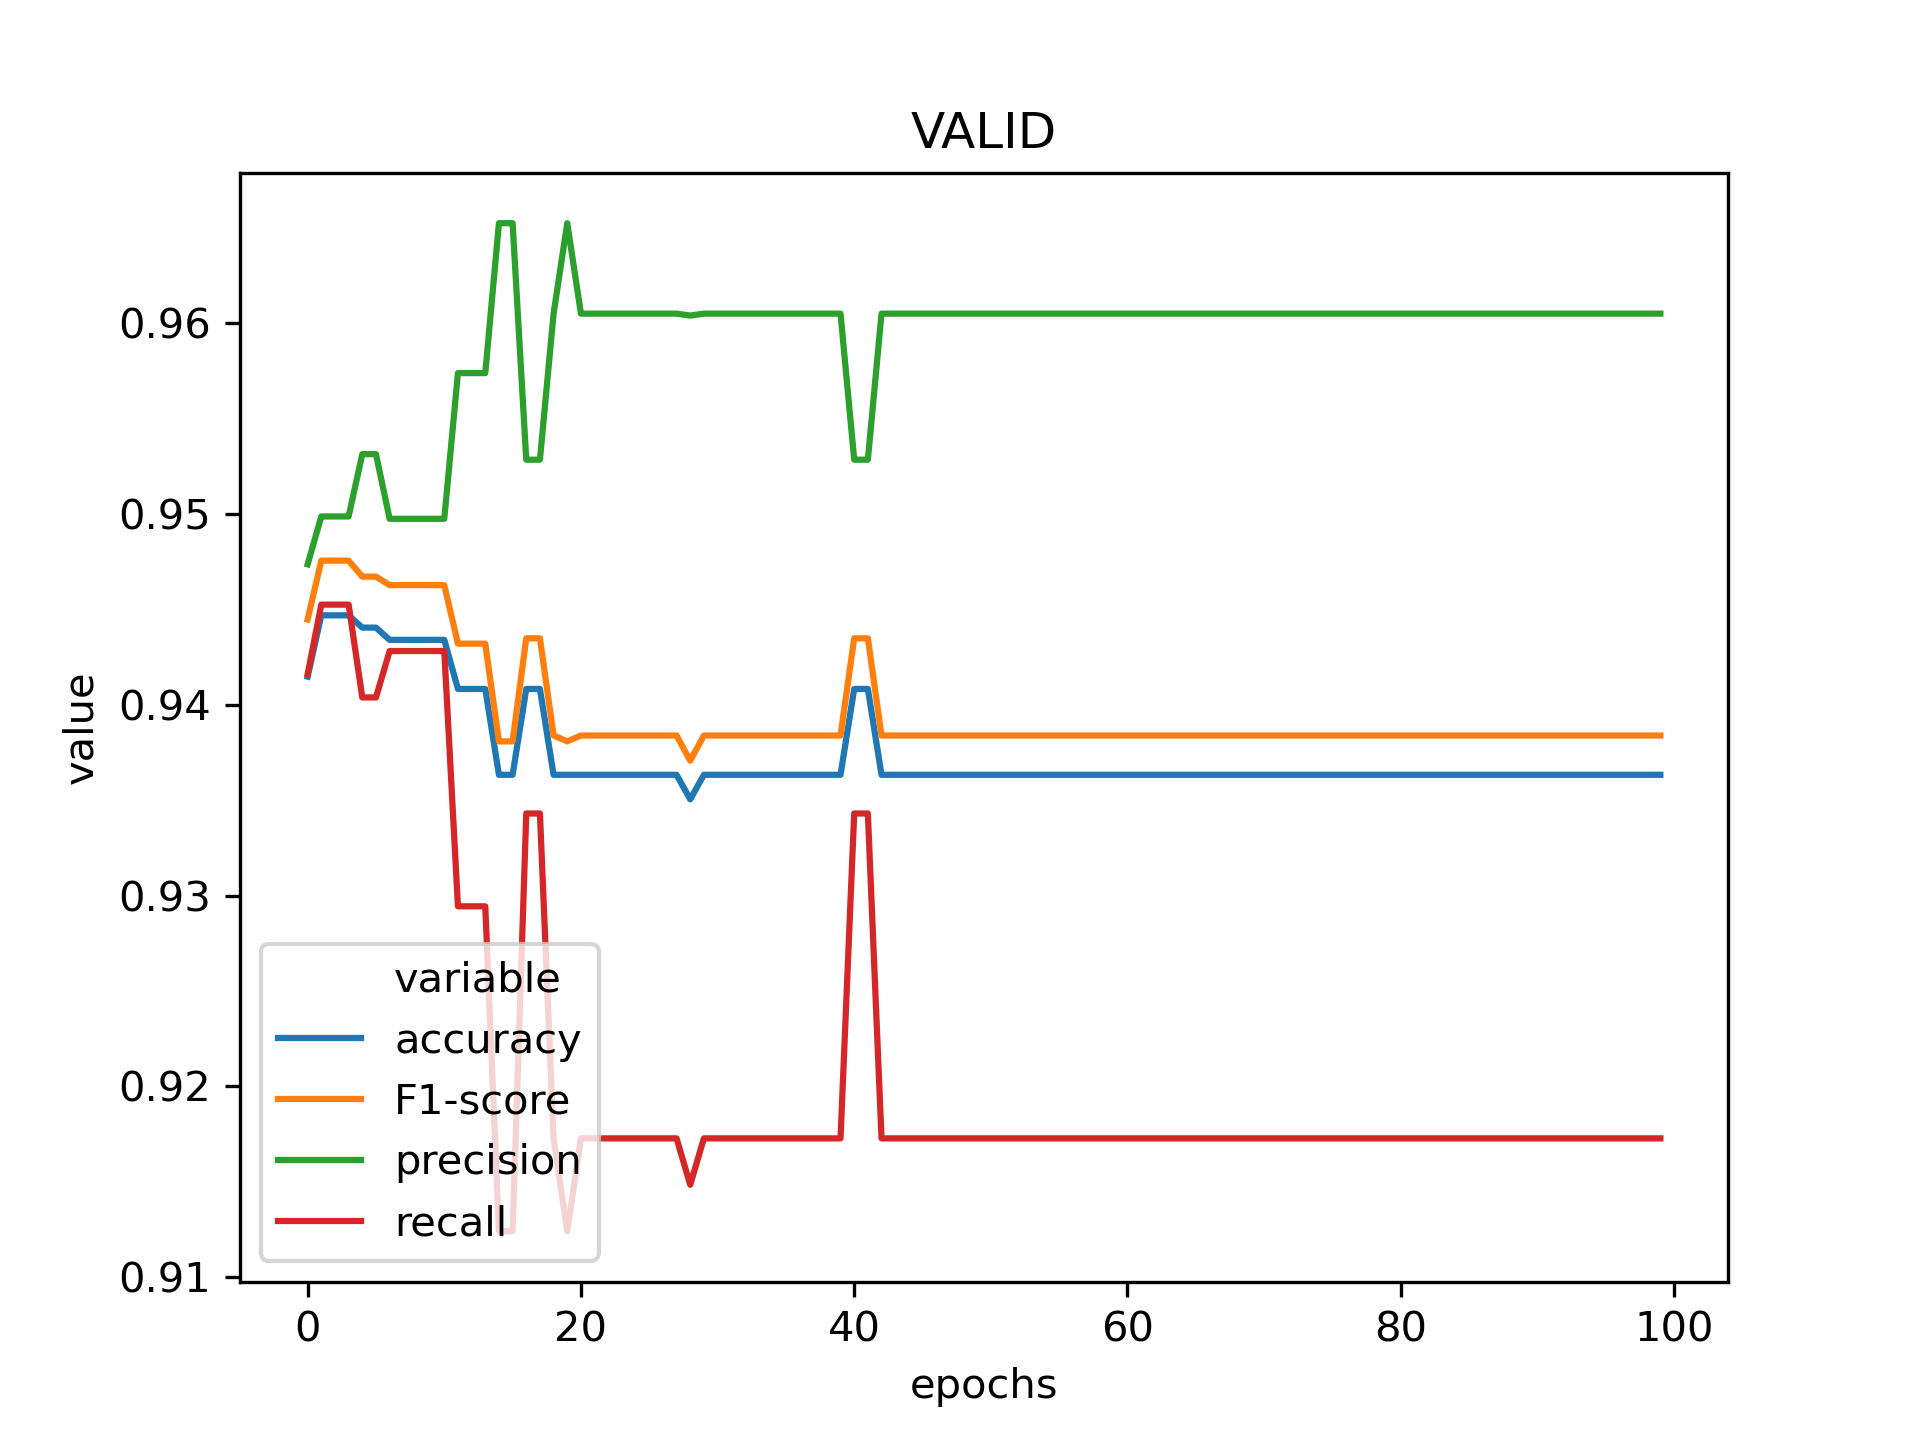 VALID
0.96
0.95
0.94
0.93
0.92
0.91
value
variable
accuracy
F1-score
precision
recall
0 20 40 60 80 100
epochs